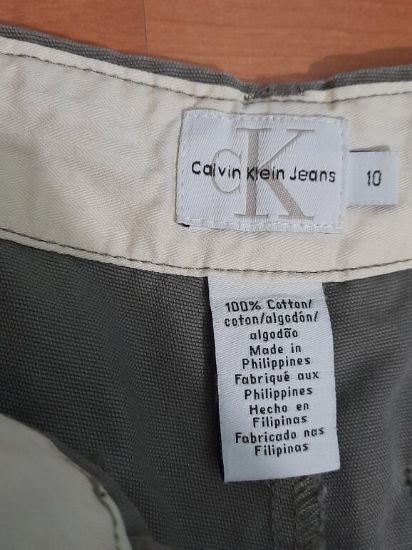 CK
Calvin Klein Jeans
10
100% Cotton/
coton/algodón/
algodão
Made in
Philippines
Fabriqué aux
Philippines
Hecho en
Filipinas
Fabricado nas
Filipinas